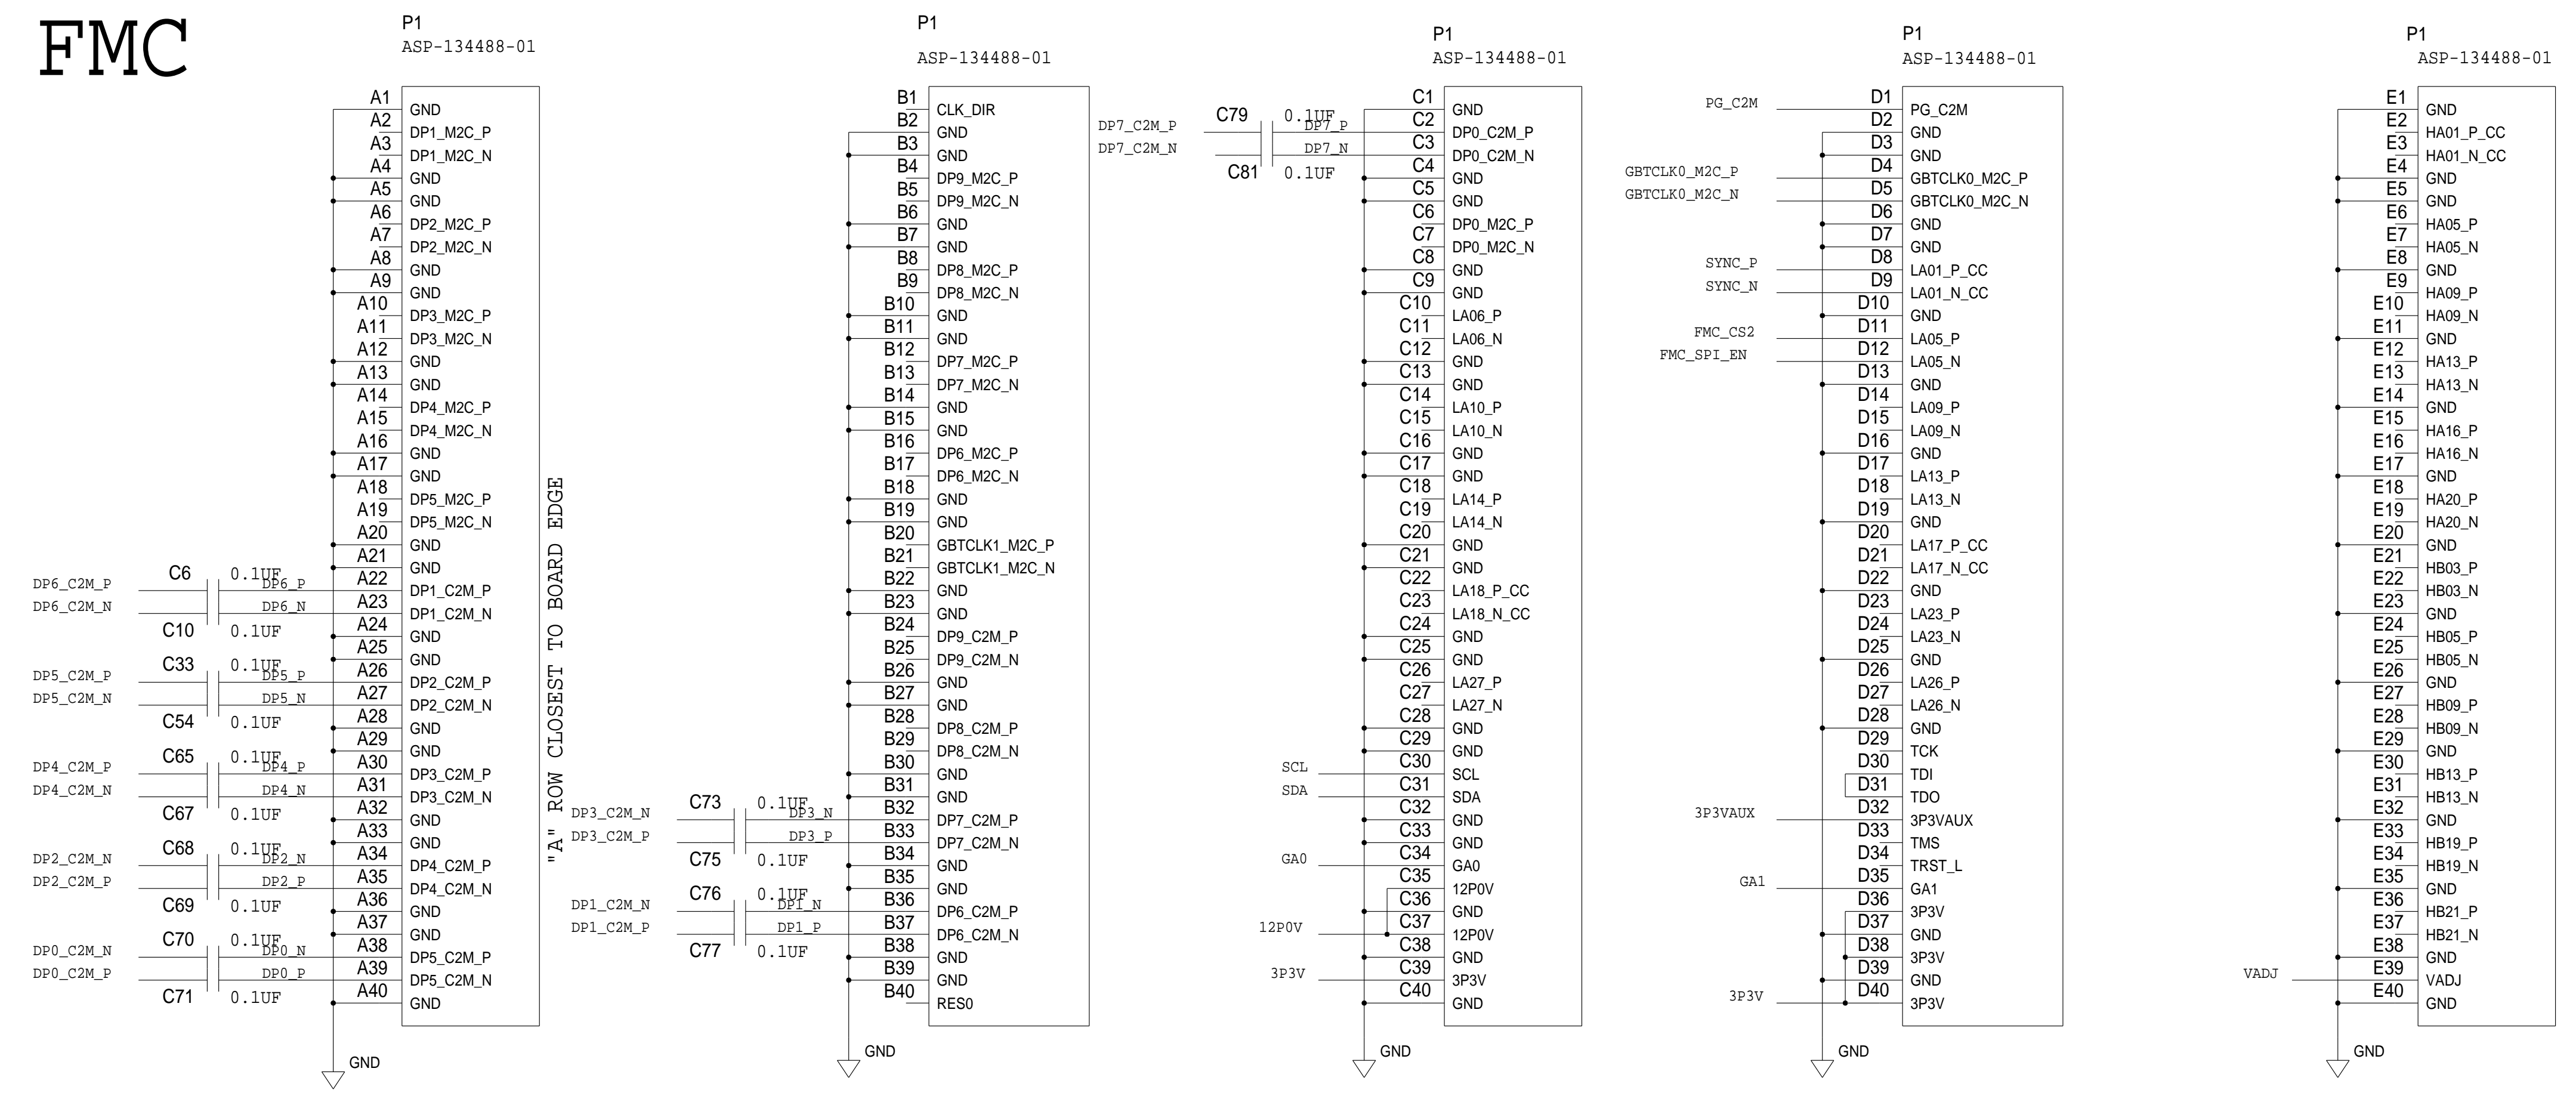 FMC
P1
ASP-134488-01
A1 GND
A2 DP1_M2C_P
A3 DP1_M2C_N
A4 GND
A5 GND
A6 DP2_M2C_P
A7 DP2_M2C_N
A8 GND
A9 GND
A10 DP3_M2C_P
A11 DP3_M2C_N
A12 GND
A13 GND
A14 DP4_M2C_P
A15 DP4_M2C_N
A16 GND
A17 GND
A18 DP5_M2C_P
A19 DP5_M2C_N
A20 GND
A21 GND
C6 0.1UF
DP6_C2M_P DP6_P A22 DP1_C2M_P
DP6_C2M_N DP6_N A23 DP1_C2M_N
C10 0.1UF
A24 GND
A25 GND
C33 0.1UF
DP5_C2M_P DP5_P A26 DP2_C2M_P
DP5_C2M_N DP5_N A27 DP2_C2M_N
C54 0.1UF
A28 GND
A29 GND
C65 0.1UF
DP4_C2M_P DP4_P A30 DP3_C2M_P
DP4_C2M_N DP4_N A31 DP3_C2M_N
C67 0.1UF
A32 GND
A33 GND
C68 0.1UF
DP2_C2M_N DP2_N A34 DP4_C2M_P
DP2_C2M_P DP2_P A35 DP4_C2M_N
C69 0.1UF
A36 GND
A37 GND
C70 0.1UF
DP0_C2M_N DP0_N A38 DP5_C2M_P
DP0_C2M_P DP0_P A39 DP5_C2M_N
C71 0.1UF
A40 GND
GND
"A" ROW CLOSEST TO BOARD EDGE
P1
ASP-134488-01
B1 CLK_DIR
B2 GND
B3 GND
B4 DP9_M2C_P
B5 DP9_M2C_N
B6 GND
B7 GND
B8 DP8_M2C_P
B9 DP8_M2C_N
B10 GND
B11 GND
B12 DP7_M2C_P
B13 DP7_M2C_N
B14 GND
B15 GND
B16 DP6_M2C_P
B17 DP6_M2C_N
B18 GND
B19 GND
B20 GBTCLK1_M2C_P
B21 GBTCLK1_M2C_N
B22 GND
B23 GND
B24 DP9_C2M_P
B25 DP9_C2M_N
B26 GND
B27 GND
B28 DP8_C2M_P
B29 DP8_C2M_N
B30 GND
B31 GND
C73 0.1UF
DP3_C2M_N DP3_N B32 DP7_C2M_P
DP3_C2M_P DP3_P B33 DP7_C2M_N
C75 0.1UF
B34 GND
B35 GND
C76 0.1UF
DP1_C2M_N DP1_N B36 DP6_C2M_P
DP1_C2M_P DP1_P B37 DP6_C2M_N
C77 0.1UF
B38 GND
B39 GND
B40 RES0
GND
P1
ASP-134488-01
C1 GND
C79 0.1UF
DP7_C2M_P DP7_P C2 DP0_C2M_P
DP7_C2M_N DP7_N C3 DP0_C2M_N
C81 0.1UF
C4 GND
C5 GND
C6 DP0_M2C_P
C7 DP0_M2C_N
C8 GND
C9 GND
C10 LA06_P
C11 LA06_N
C12 GND
C13 GND
C14 LA10_P
C15 LA10_N
C16 GND
C17 GND
C18 LA14_P
C19 LA14_N
C20 GND
C21 GND
C22 LA18_P_CC
C23 LA18_N_CC
C24 GND
C25 GND
C26 LA27_P
C27 LA27_N
C28 GND
C29 GND
SCL C30 SCL
SDA C31 SDA
C32 GND
C33 GND
GA0 C34 GA0
C35 12P0V
C36 GND
12P0V C37 12P0V
C38 GND
3P3V C39 3P3V
C40 GND
GND
P1
ASP-134488-01
PG_C2M D1 PG_C2M
D2 GND
D3 GND
GBTCLK0_M2C_P D4 GBTCLK0_M2C_P
GBTCLK0_M2C_N D5 GBTCLK0_M2C_N
D6 GND
D7 GND
SYNC_P D8 LA01_P_CC
SYNC_N D9 LA01_N_CC
D10 GND
FMC_CS2 D11 LA05_P
FMC_SPI_EN D12 LA05_N
D13 GND
D14 LA09_P
D15 LA09_N
D16 GND
D17 LA13_P
D18 LA13_N
D19 GND
D20 LA17_P_CC
D21 LA17_N_CC
D22 GND
D23 LA23_P
D24 LA23_N
D25 GND
D26 LA26_P
D27 LA26_N
D28 GND
D29 TCK
D30 TDI
D31 TDO
3P3VAUX D32 3P3VAUX
D33 TMS
D34 TRST_L
GA1 D35 GA1
D36 3P3V
D37 GND
D38 3P3V
D39 GND
3P3V D40 3P3V
GND
P1
ASP-134488-01
E1 GND
E2 HA01_P_CC
E3 HA01_N_CC
E4 GND
E5 GND
E6 HA05_P
E7 HA05_N
E8 GND
E9 HA09_P
E10 HA09_N
E11 GND
E12 HA13_P
E13 HA13_N
E14 GND
E15 HA16_P
E16 HA16_N
E17 GND
E18 HA20_P
E19 HA20_N
E20 GND
E21 HB03_P
E22 HB03_N
E23 GND
E24 HB05_P
E25 HB05_N
E26 GND
E27 HB09_P
E28 HB09_N
E29 GND
E30 HB13_P
E31 HB13_N
E32 GND
E33 HB19_P
E34 HB19_N
E35 GND
E36 HB21_P
E37 HB21_N
E38 GND
VADJ E39 VADJ
E40 GND
GND